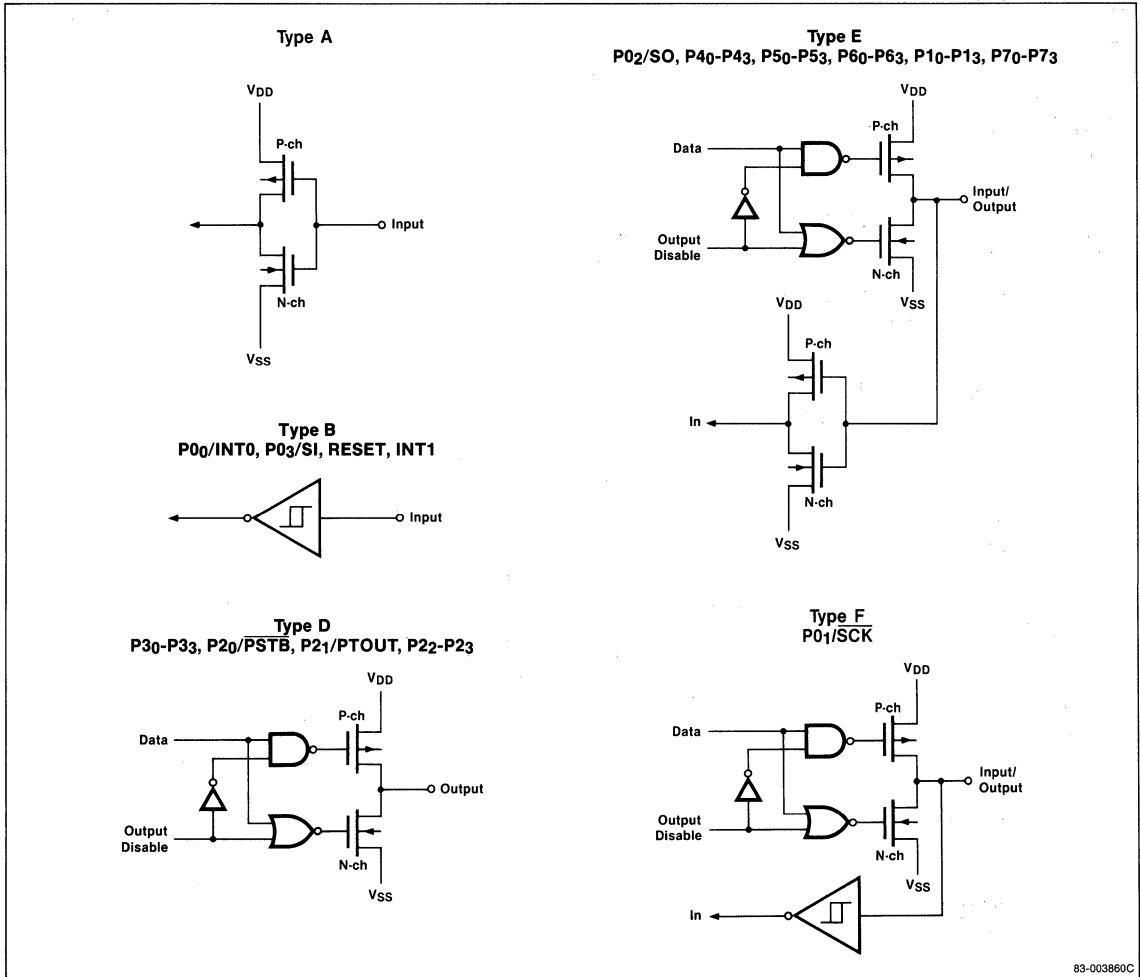 Type A
VDD
P-ch
Input
N-ch
VSS
Type B
P00/INT0, P03/SI, RESET, INT1
Input
Type D
P30-P33, P20/PSTB, P21/PTOUT, P22-P23
VDD
P-ch
Data
Output
Output
Disable
N-ch
VSS
Type E
P02/SO, P40-P43, P50-P53, P60-P63, P10-P13, P70-P73
VDD
P-ch
Data
Input/
Output
Output
Disable
N-ch
VSS
VDD
P-ch
In
N-ch
VSS
Type F
P01/SCK
VDD
P-ch
Data
Input/
Output
Output
Disable
N-ch
VSS
In
83-003860C